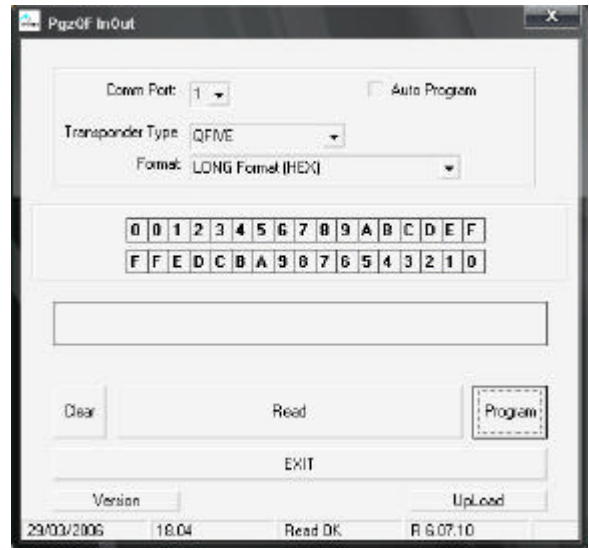 PgzQF InOut X
Comm Port: 1
Auto Program
Transponder Type QFIVE
Format: LONG Format (HEX)
0 0 1 2 3 4 5 6 7 8 9 A B C D E F
F F E D C B A 9 8 7 6 5 4 3 2 1 0
Clear
Read
Program
EXIT
Version
UpLoad
29/03/2006 18.04 Read OK R 6.07.10